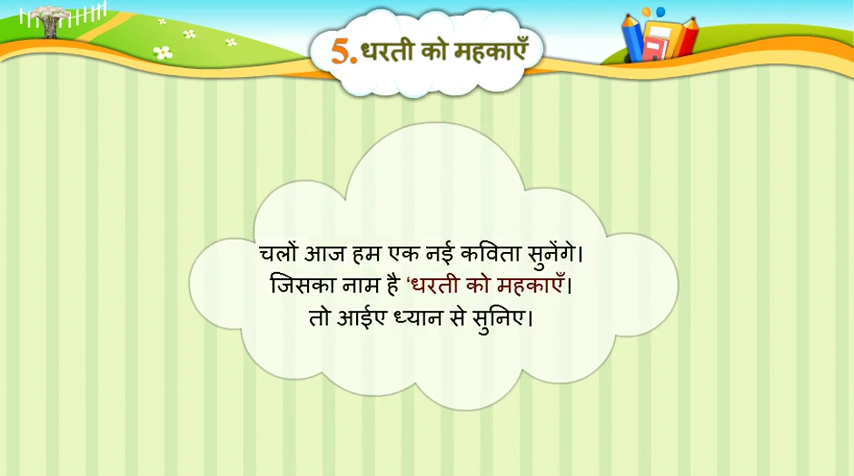 5. धरती को महकाएँ
चलों आज हम एक नई कविता सुनेंगे।
जिसका नाम है ‘धरती को महकाएँ।
तो आईए ध्यान से सुनिए।